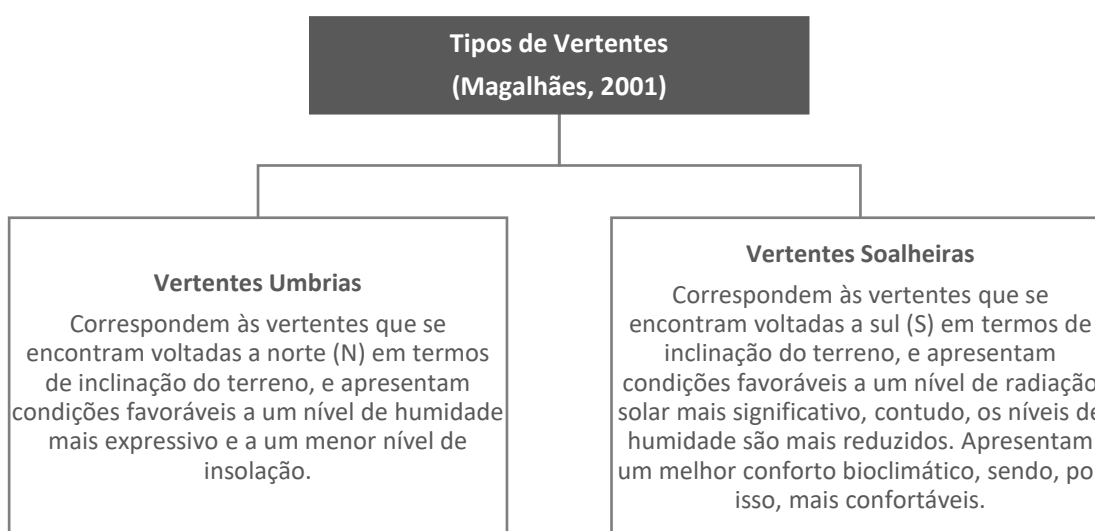 Tipos de Vertentes
(Magalhães, 2001)
Vertentes Umbrias
Correspondem às vertentes que se
encontram voltadas a norte (N) em termos
de inclinação do terreno, e apresentam
condições favoráveis a um nível de humidade
mais expressivo e a um menor nível de
insolação.
Vertentes Soalheiras
Correspondem às vertentes que se
encontram voltadas a sul (S) em termos de
inclinação do terreno, e apresentam
condições favoráveis a um nível de radiação
solar mais significativo, contudo, os níveis de
humidade são mais reduzidos. Apresentam
um melhor conforto bioclimático, sendo, po
isso, mais confortáveis.